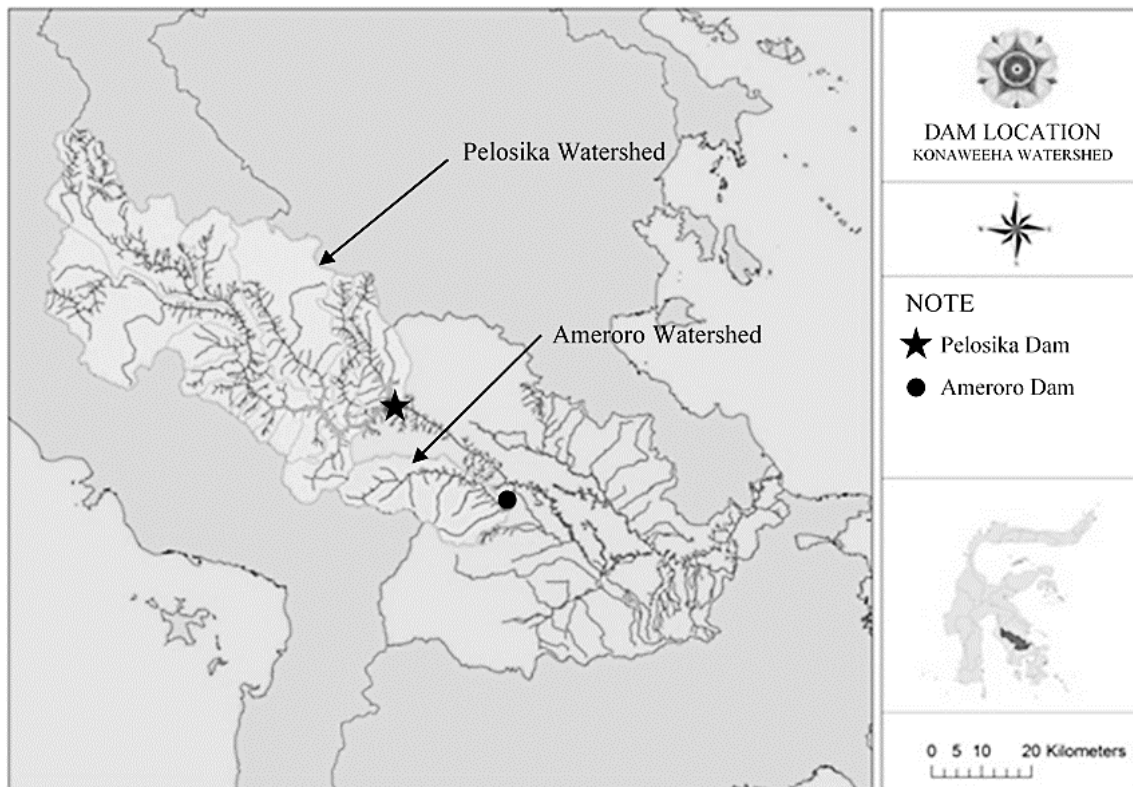 Pelosika Watershed
Ameroro Watershed
DAM LOCATION
KONAWEEHA WATERSHED
NOTE
Pelosika Dam
Ameroro Dam
0 5 10 20 Kilometers